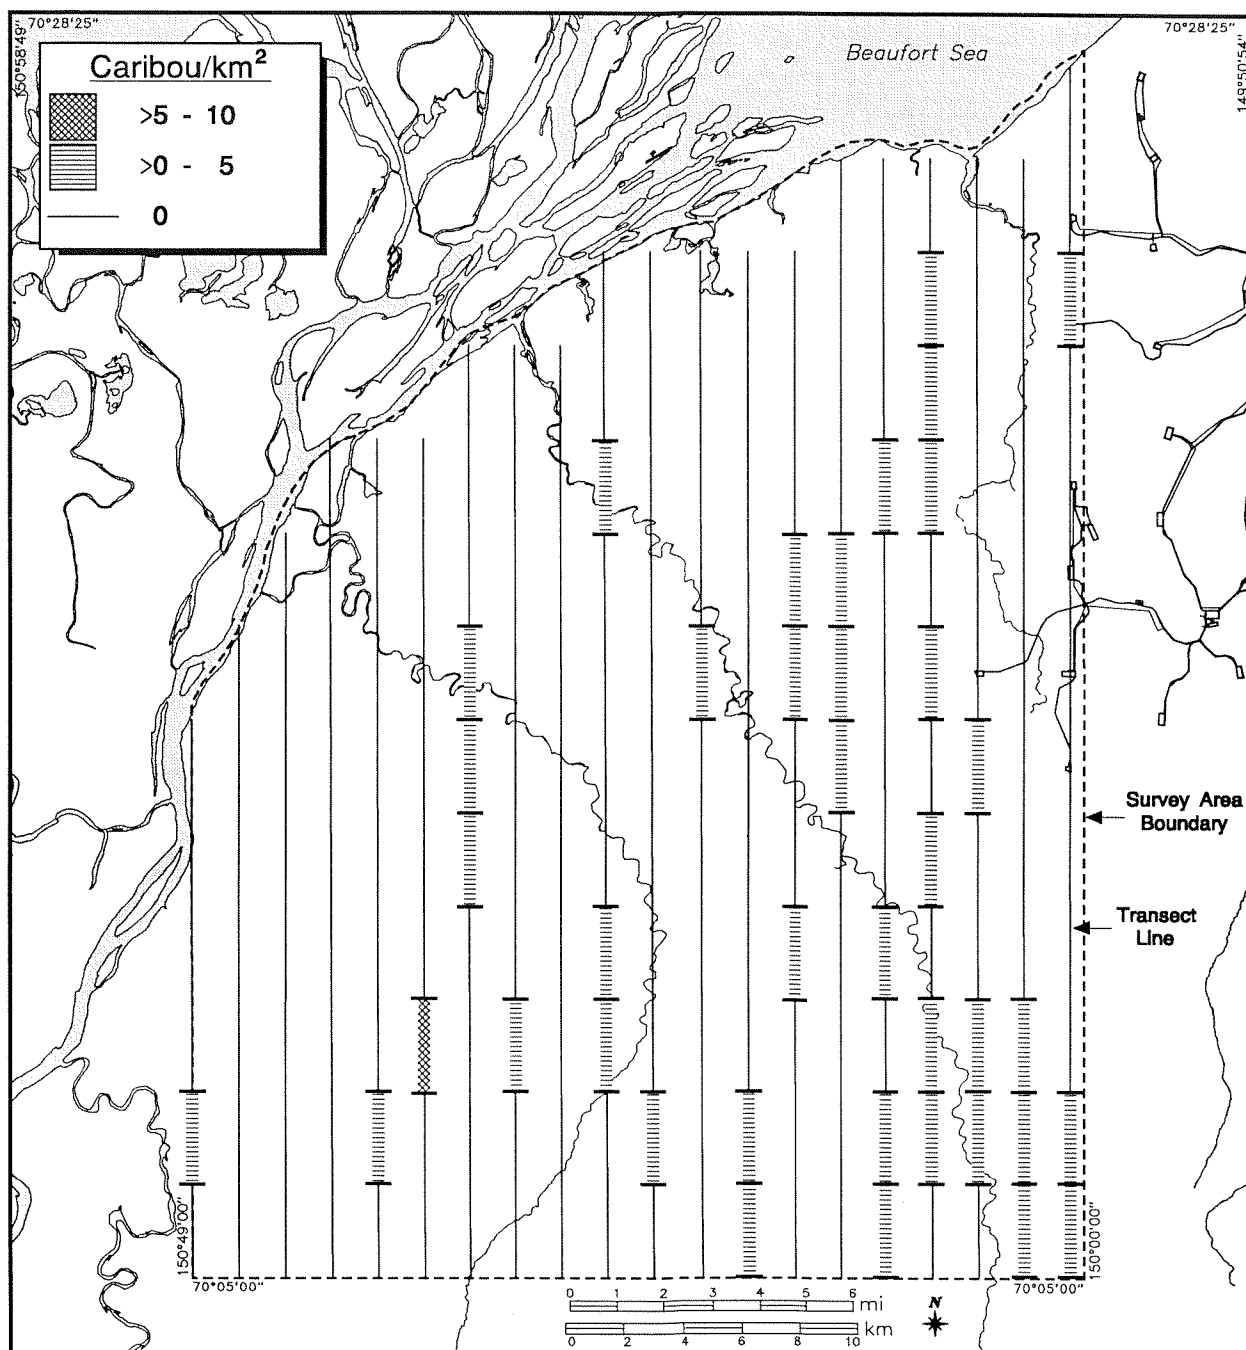 70°28'25"
70°28'25"
150°58'49"
149°50'54"
Beaufort Sea
Caribou/km²
>5 - 10
>0 - 5
0
Survey Area
Boundary
Transect
Line
150°49'00"
150°00'00"
70°05'00"
70°05'00"
0 1 2 3 4 5 6
mi
N
km
0 2 4 6 8 10